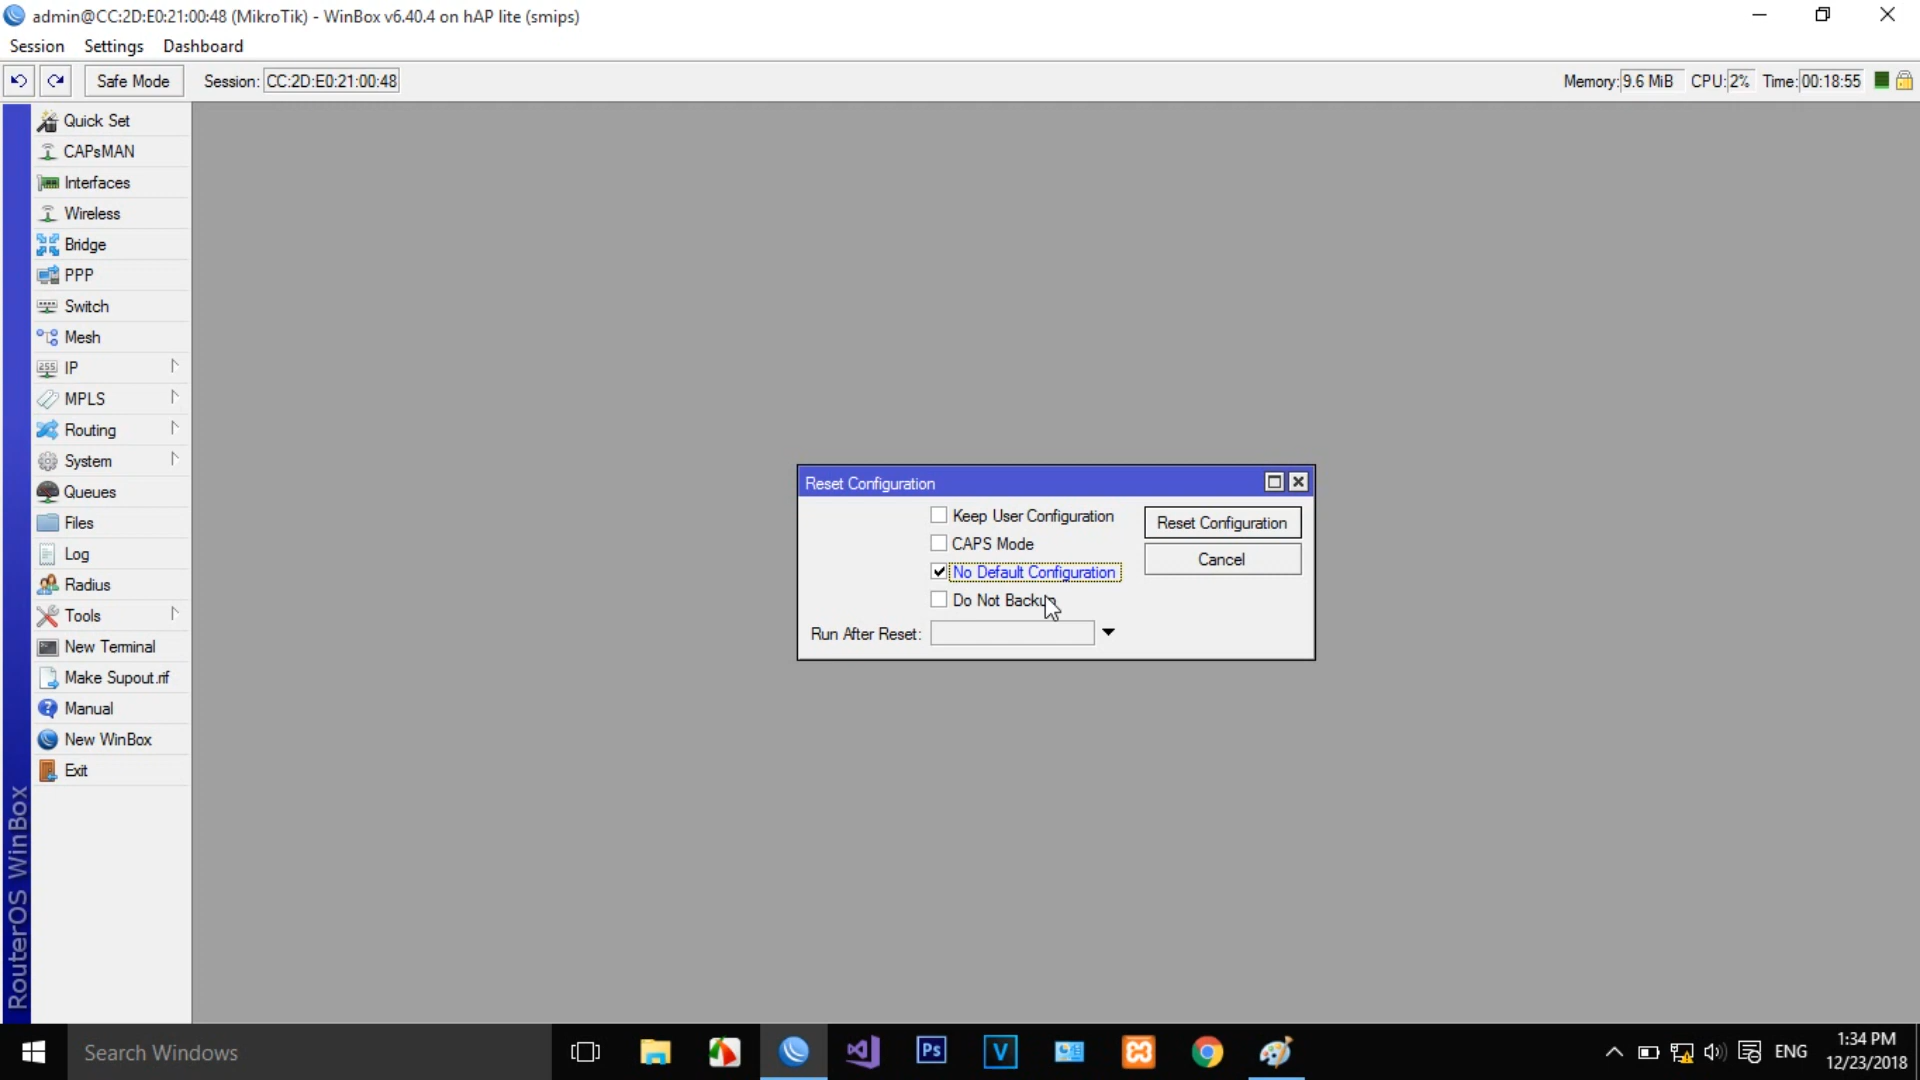 admin@CC:2D:E0:21:00:48 (MikroTik) - WinBox v6.40.4 on hAP lite (smips)
Session Settings Dashboard
Safe Mode Session: CC:2D:E0:21:00:48 Memory: 9.6 MiB CPU: 2% Time: 00:18:55
Quick Set
CAPsMAN
Interfaces
Wireless
Bridge
PPP
Switch
Mesh
255 IP
MPLS
Routing
System
Queues
Files
Log
Radius
Tools
New Terminal
Make Supout.rif
Manual
New WinBox
Exit
RouterOS WinBox
Reset Configuration
Keep User Configuration
CAPS Mode
No Default Configuration
Do Not Backup
Run After Reset:
Reset Configuration
Cancel
Search Windows
Ps
V
ENG
1:34 PM
12/23/2018